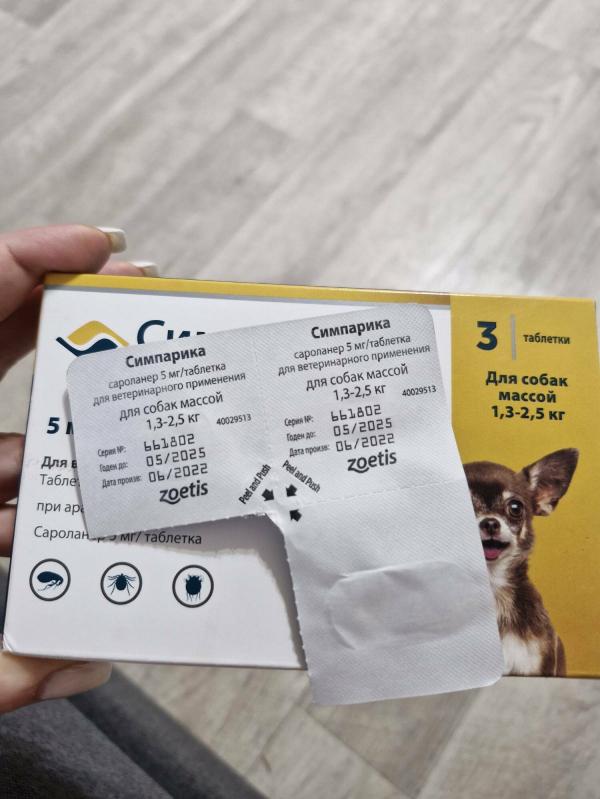 3
таблетки
Для собак
массой
1,3-2,5 кг
Симпарика
сароланер 5 мг/таблетка
для ветеринарного применения
для собак массой
1,3-2,5 кг
40029513
Серия №: 661802
Годен до: 05/2025
Дата произв: 06/2022
zoetis
Peel and Push
Симпарика
сароланер 5 мг/таблетка
для ветеринарного применения
для собак массой
1,3-2,5 кг
40029513
Серия №: 661802
Годен до: 05/2025
Дата произв: 06/2022
zoetis
Peel and Push
5
Для
при
мг/ таблетка